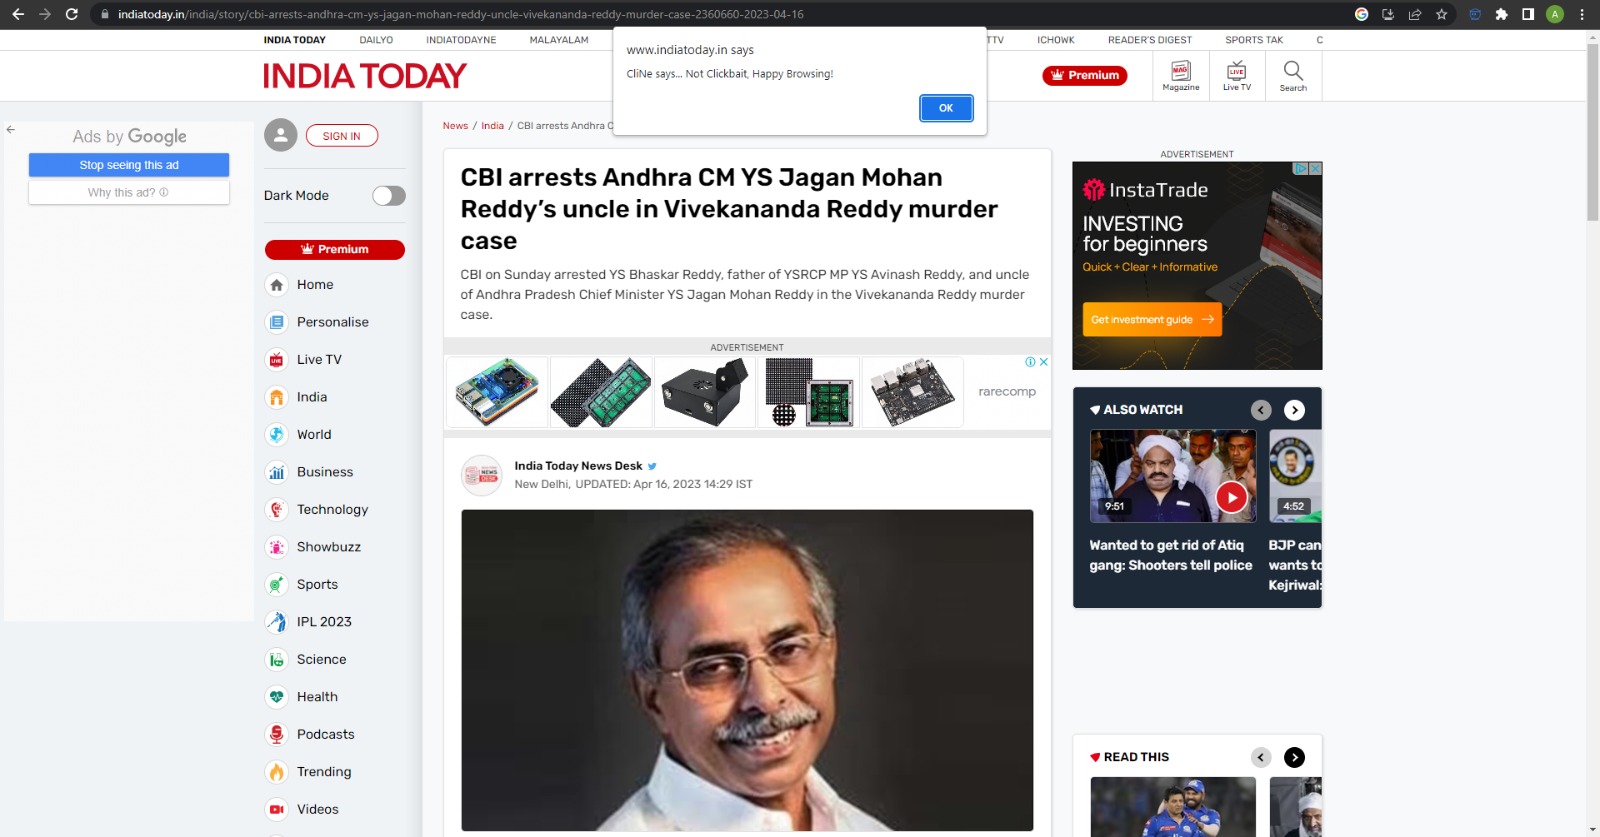 indiatoday.in/india/story/cbi-arrests-andhra-cm-ys-jagan-mohan-reddy-uncle-vivekananda-reddy-murder-case-2360660-2023-04-16
A
INDIA TODAY
DAILYO
INDIATODAYNE
MALAYALAM
TTV
ICHOWK
READER'S DIGEST
SPORTS TAK
C
www.indiatoday.in says
CliNe says... Not Clickbait, Happy Browsing!
OK
INDIA TODAY
Premium
MAG
Magazine
LIVE
Live TV
Search
Ads by Google
Stop seeing this ad
Why this ad?
SIGN IN
Dark Mode
Premium
Home
Personalise
LIVE
Live TV
India
World
Business
Technology
Showbuzz
Sports
IPL 2023
Science
Health
Podcasts
Trending
Videos
News / India / CBI arrests Andhra C
CBI arrests Andhra CM YS Jagan Mohan
Reddy’s uncle in Vivekananda Reddy murder
case
CBI on Sunday arrested YS Bhaskar Reddy, father of YSRCP MP YS Avinash Reddy, and uncle
of Andhra Pradesh Chief Minister YS Jagan Mohan Reddy in the Vivekananda Reddy murder
case.
ADVERTISEMENT
rarecomp
NEWS
DESK
India Today News Desk
New Delhi, UPDATED: Apr 16, 2023 14:29 IST
ADVERTISEMENT
InstaTrade
INVESTING
for beginners
Quick + Clear + Informative
Get investment guide
ALSO WATCH
9:51
4:52
Wanted to get rid of Atiq
gang: Shooters tell police
BJP can
wants to
Kejriwal:
READ THIS